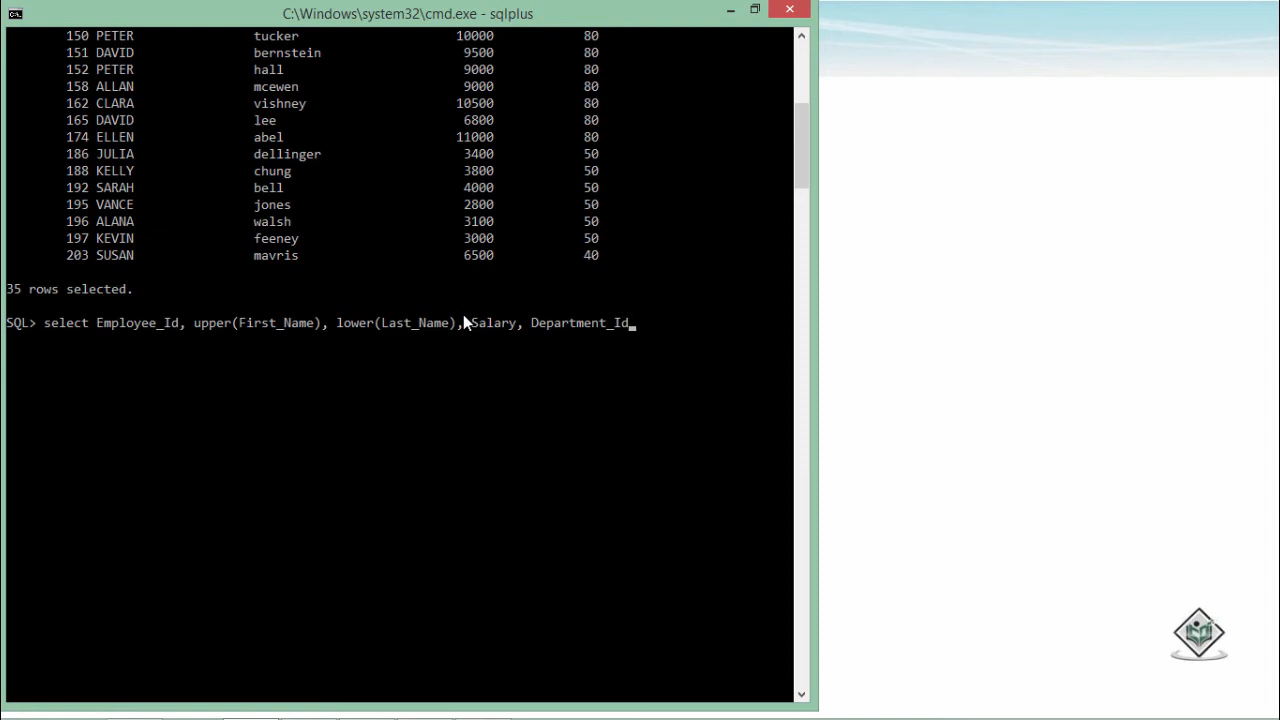 C:\Windows\system32\cmd.exe - sqlplus
150 PETER tucker 10000 80
151 DAVID bernstein 9500 80
152 PETER hall 9000 80
158 ALLAN mcewen 9000 80
162 CLARA vishney 10500 80
165 DAVID lee 6800 80
174 ELLEN abel 11000 80
186 JULIA dellinger 3400 50
188 KELLY chung 3800 50
192 SARAH bell 4000 50
195 VANCE jones 2800 50
196 ALANA walsh 3100 50
197 KEVIN feeney 3000 50
203 SUSAN mavris 6500 40
35 rows selected.
SQL> select Employee_Id, upper(First_Name), lower(Last_Name), Salary, Department_Id_